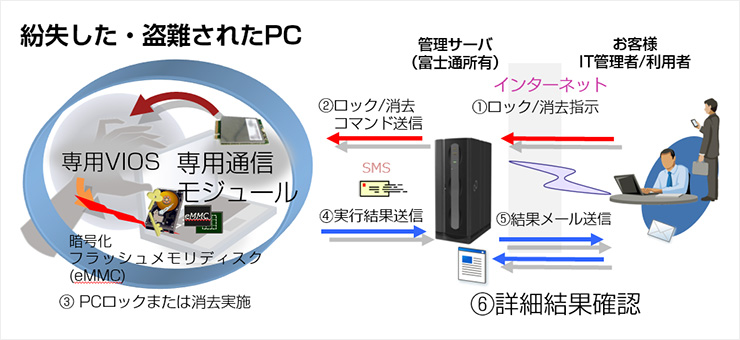 紛失した・盗難されたPC
管理サーバ
（富士通所有）
お客様
IT管理者/利用者
インターネット
②ロック/消去
コマンド送信
①ロック/消去指示
専用VIOS
専用通信
モジュール
SMS
eMMC
④実行結果送信
⑤結果メール送信
暗号化
フラッシュメモリディスク
(eMMC)
③ PCロックまたは消去実施
⑥詳細結果確認